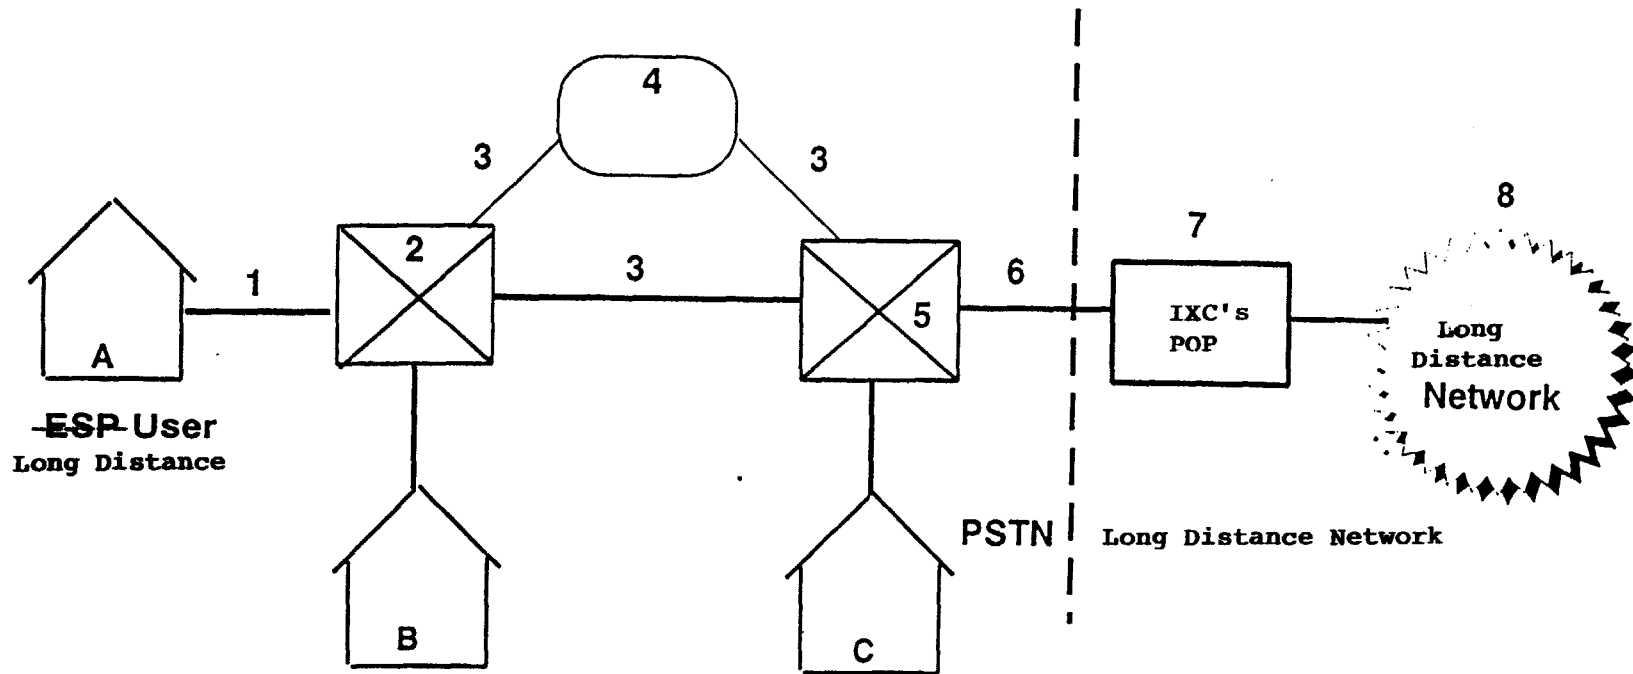 4
3
3
8
7
2
1
3
6
5
IXC's
POP
Long
Distance
Network
A
ESP User
Long Distance
PSTN
Long Distance Network
B
C